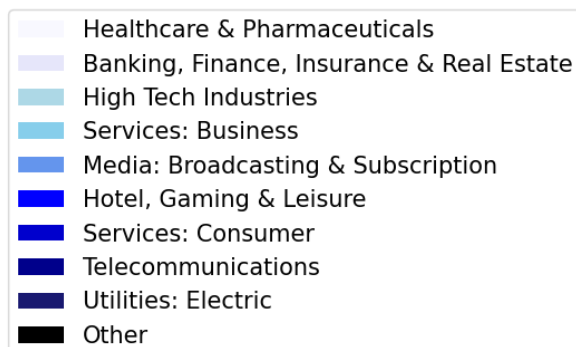 Healthcare & Pharmaceuticals
Banking, Finance, Insurance & Real Estate
High Tech Industries
Services: Business
Media: Broadcasting & Subscription
Hotel, Gaming & Leisure
Services: Consumer
Telecommunications
Utilities: Electric
Other